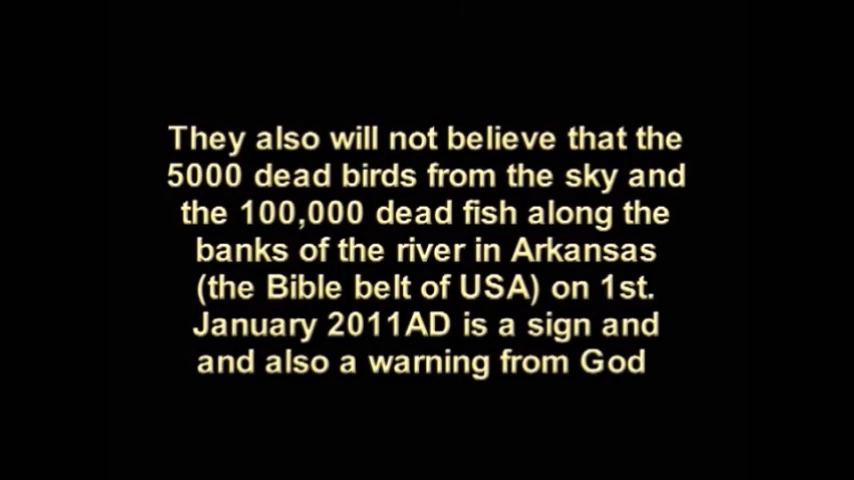 They also will not believe that the
5000 dead birds from the sky and
the 100,000 dead fish along the
banks of the river in Arkansas
(the Bible belt of USA) on 1st.
January 2011AD is a sign and
and also a warning from God